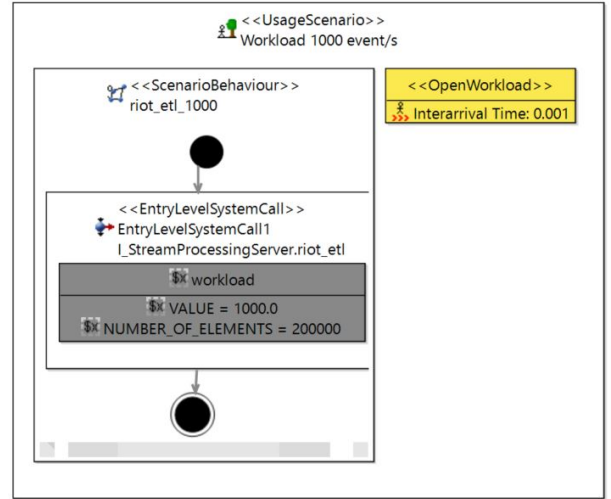 <<UsageScenario>>
Workload 1000 event/s
<<ScenarioBehaviour>>
riot_etl_1000
<<OpenWorkload>>
Interarrival Time: 0.001
<<EntryLevelSystemCall>>
EntryLevelSystemCall1
I_StreamProcessingServer.riot_etl
$x workload
$x VALUE = 1000.0
$x NUMBER_OF_ELEMENTS = 200000